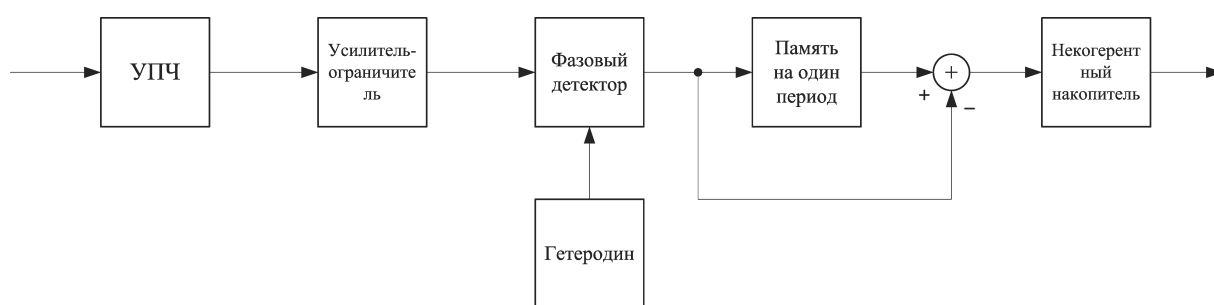 УПЧ
Усилитель-
ограничите
ль
Фазовый
детектор
Память
на один
период
+
+
−
Некогерент
ный
накопитель
Гетеродин